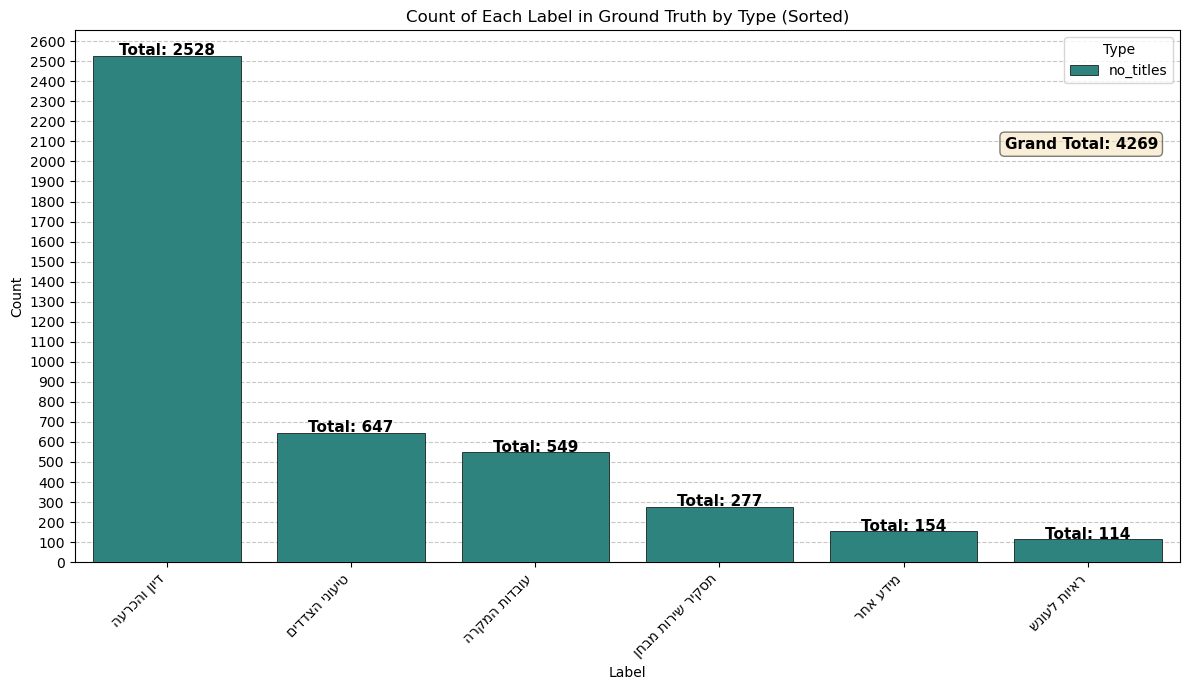 Count of Each Label in Ground Truth by Type (Sorted)
Type
no_titles
Grand Total: 4269
Count
2600
2500
2400
2300
2200
2100
2000
1900
1800
1700
1600
1500
1400
1300
1200
1100
1000
900
800
700
600
500
400
300
200
100
0
Total: 2528
Total: 647
Total: 549
Total: 277
Total: 154
Total: 114
דיון והכרעה
טיעוני הצדדים
עובדות המקרה
תסקיר שירות מבחן
מידע אחר
ראיות לעונש
Label